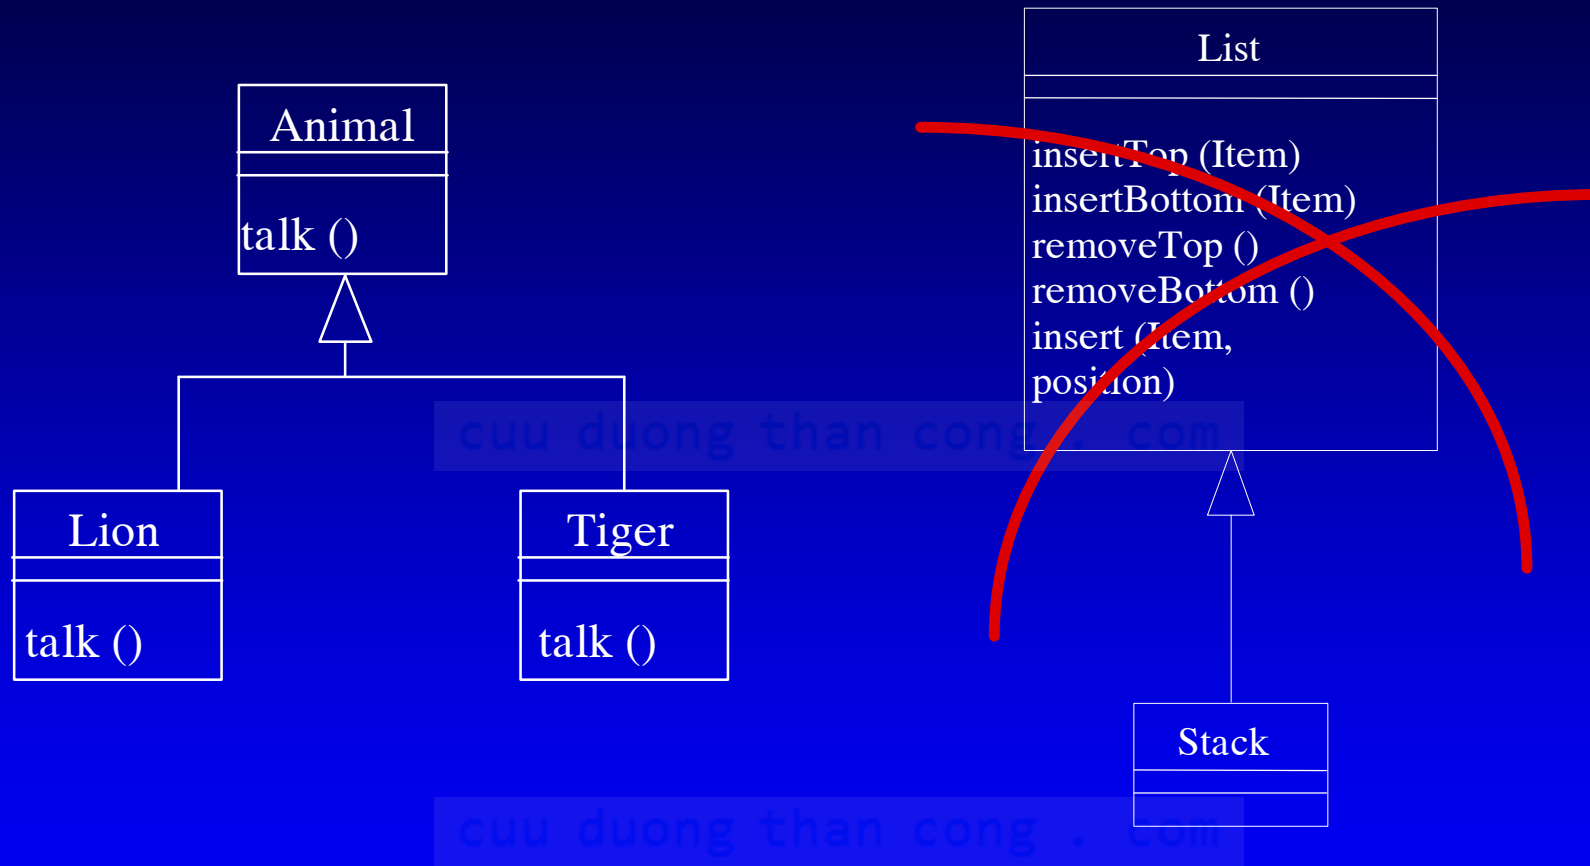 Animal
talk ()
Lion
talk ()
Tiger
talk ()
List
insertTop (Item)
insertBottom (Item)
removeTop ()
removeBottom ()
insert (Item,
position)
Stack
cuu duong than cong . com
cuu duong than cong . com